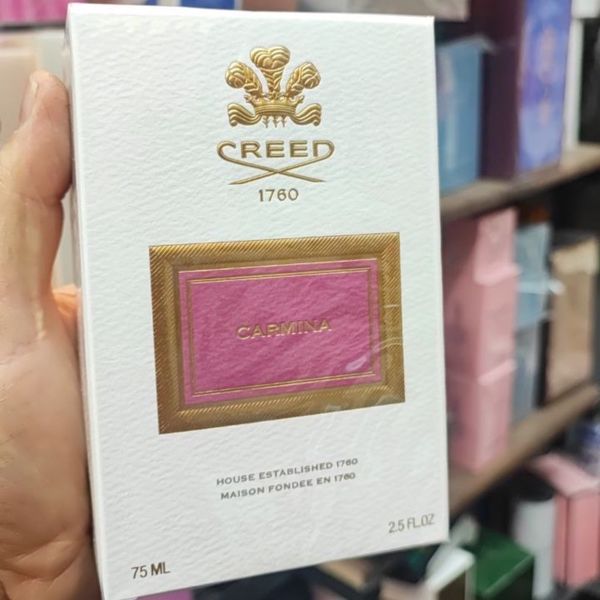 CREED
1760
CARMINA
HOUSE ESTABLISHED 1760
MAISON FONDEE EN 1760
75 ML
2.5 FL.OZ